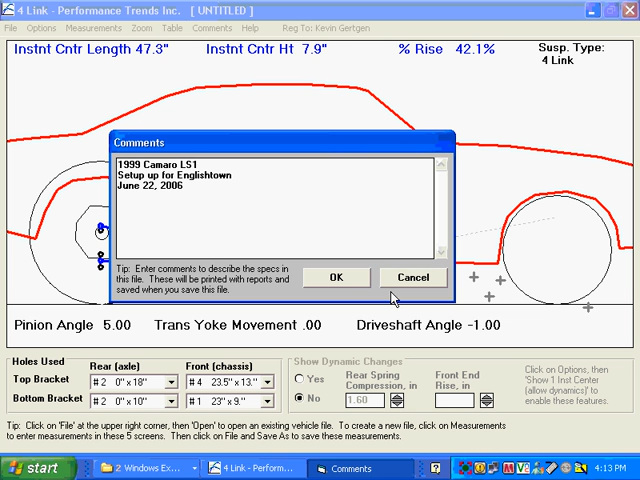 4 Link - Performance Trends Inc. [ UNTITLED ]
File Options Measurements Zoom Table Comments Help Reg To: Kevin Gertgen
Instnt Cntr Length 47.3" Instnt Cntr Ht 7.9" % Rise 42.1% Susp. Type:
4 Link
Comments
1999 Camaro LS1
Setup up for Englishtown
June 22, 2006
Tip: Enter comments to describe the specs in
this file. These will be printed with reports and
saved when you save this file.
OK Cancel
Pinion Angle 5.00 Trans Yoke Movement .00 Driveshaft Angle -1.00
Holes Used
Rear (axle) Front (chassis)
Top Bracket # 2 0" x 18" # 4 23.5" x 13."
Bottom Bracket # 2 0" x 10" # 1 23" x 9."
Show Dynamic Changes
Yes
No
Rear Spring
Compression, in
1.60
Front End
Rise, in
Click on Options, then
'Show 1 Inst Center
(allow dynamics)' to
enable these features.
Tip: Click on 'File' at the upper right corner, then 'Open' to open an existing vehicle file. To create a new file, click on Measurements
to enter measurements in these 5 screens. Then click on File and Save As to save these measurements.
start 2 Windows Ex... 4 Link - Perform... Comments ? 4:13 PM